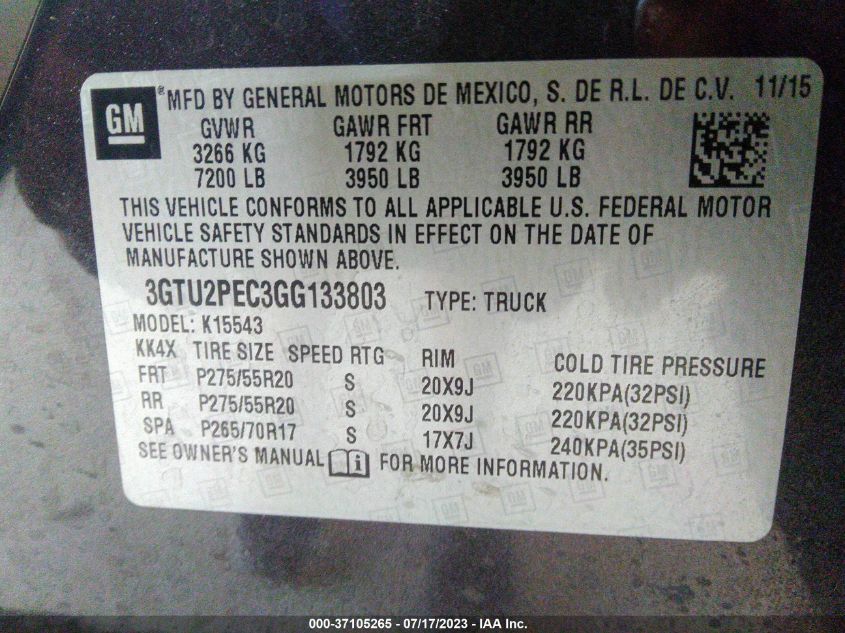 GM ® MFD BY GENERAL MOTORS DE MEXICO, S. DE R.L. DE C.V. 11/15
GVWR GAWR FRT GAWR RR
3266 KG 1792 KG 1792 KG
7200 LB 3950 LB 3950 LB
THIS VEHICLE CONFORMS TO ALL APPLICABLE U.S. FEDERAL MOTOR
VEHICLE SAFETY STANDARDS IN EFFECT ON THE DATE OF
MANUFACTURE SHOWN ABOVE.
3GTU2PEC3GG133803 TYPE: TRUCK
MODEL: K15543
KK4X TIRE SIZE SPEED RTG RIM COLD TIRE PRESSURE
FRT P275/55R20 S 20X9J 220KPA(32PSI)
RR P275/55R20 S 20X9J 220KPA(32PSI)
SPA P265/70R17 S 17X7J 240KPA(35PSI)
SEE OWNER'S MANUAL i FOR MORE INFORMATION.
000-37105265 - 07/17/2023 - IAA Inc.